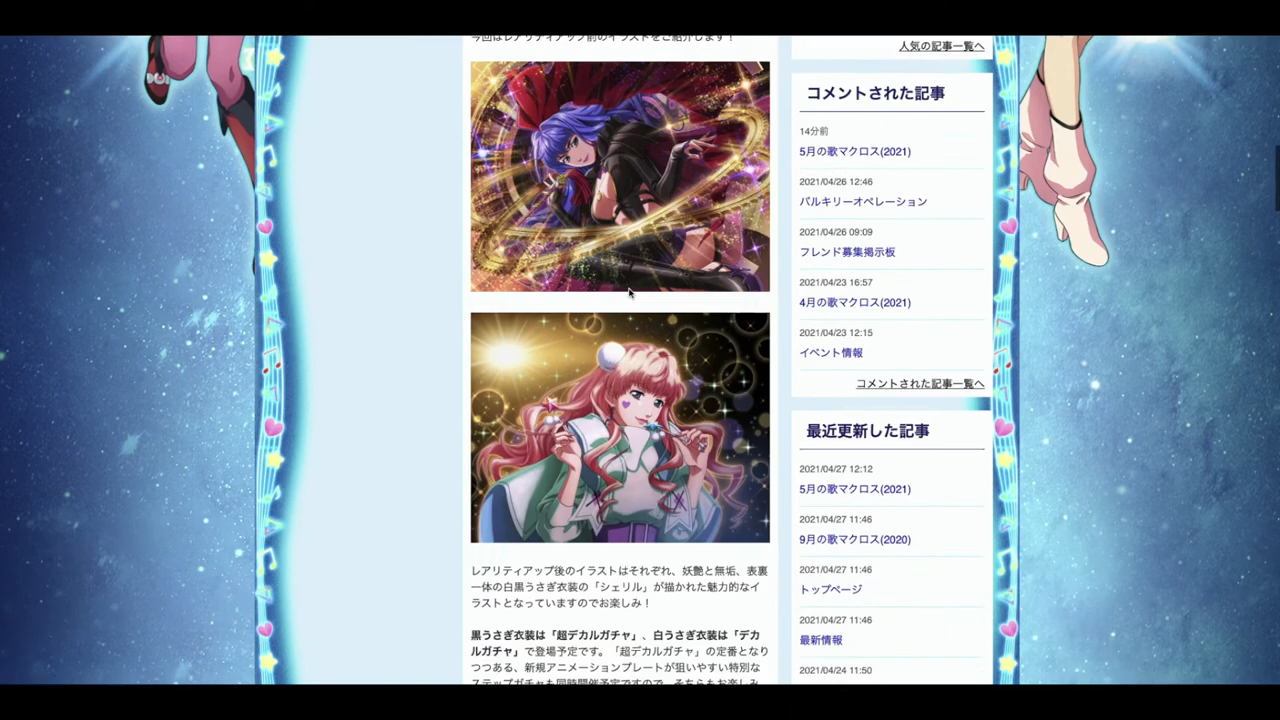 今回はレアリティアップ前のイラストをご紹介します！
レアリティアップ後のイラストはそれぞれ、妖艶と無垢、表裏
一体の白黒うさぎ衣装の「シェリル」が描かれた魅力的なイ
ラストとなっていますのでお楽しみ！
黒うさぎ衣装は「超デカルガチャ」、白うさぎ衣装は「デカ
ルガチャ」で登場予定です。「超デカルガチャ」の定番となり
つつある、新規アニメーションプレートが狙いやすい特別な
ステップガチャも同時開催予定ですので、そちらもお楽しみ
人気の記事一覧へ
コメントされた記事
14分前
5月の歌マクロス(2021)
2021/04/26 12:46
バルキリーオペレーション
2021/04/26 09:09
フレンド募集掲示板
2021/04/23 16:57
4月の歌マクロス(2021)
2021/04/23 12:15
イベント情報
コメントされた記事一覧へ
最近更新した記事
2021/04/27 12:12
5月の歌マクロス(2021)
2021/04/27 11:46
9月の歌マクロス(2020)
2021/04/27 11:46
トップページ
2021/04/27 11:46
最新情報
2021/04/24 11:50